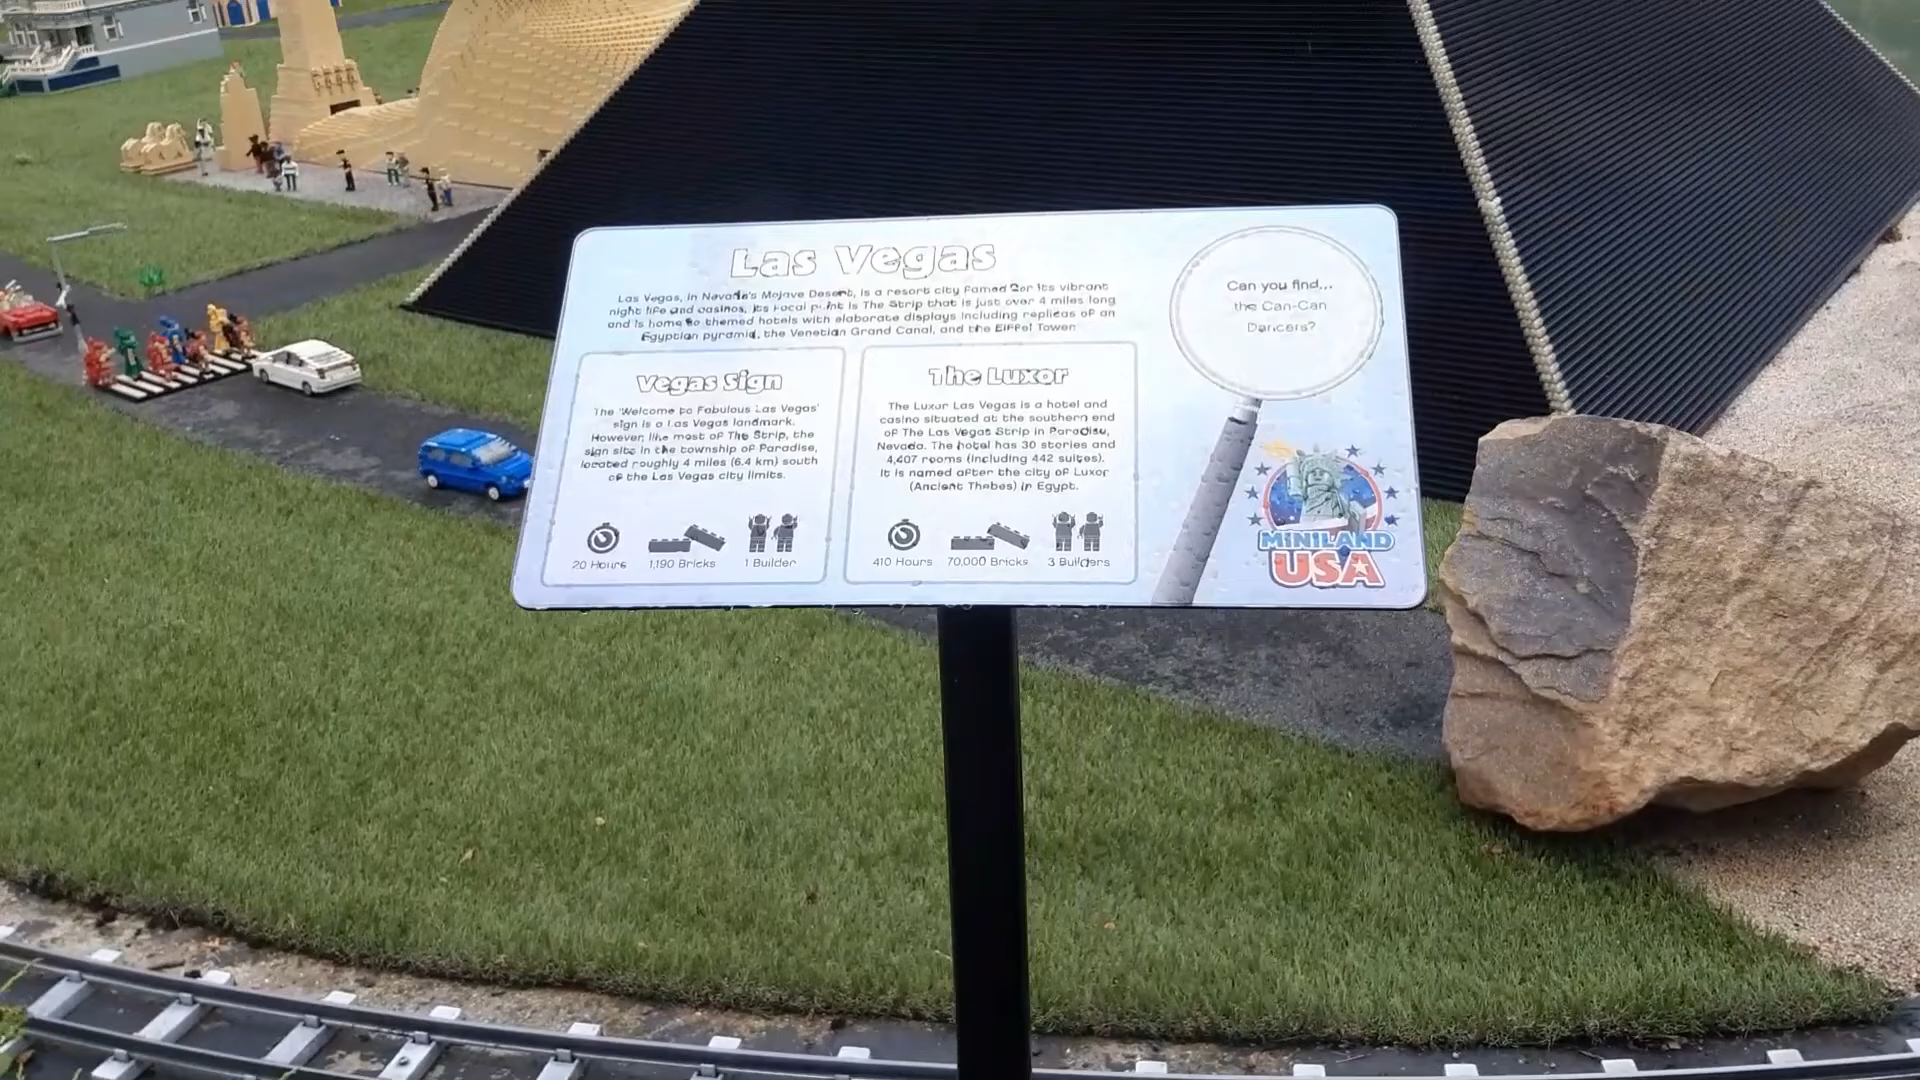 Las Vegas
Las Vegas, in Nevada's Mojave Desert, is a resort city famed for its vibrant
night life and casinos, its focal point is The Strip that is just over 4 miles long
and is home to themed hotels with elaborate displays including replicas of an
Egyptian pyramid, the Venetian Grand Canal, and the Eiffel Tower
Can you find...
the Can-Can
Dancers?
Vegas Sign
The 'Welcome to Fabulous Las Vegas'
sign is a Las Vegas landmark.
However, like most of The Strip, the
sign sits in the township of Paradise,
located roughly 4 miles (6.4 km) south
of the Las Vegas city limits.
20 Hours 1,190 Bricks 1 Builder
The Luxor
The Luxor Las Vegas is a hotel and
casino situated at the southern end
of The Las Vegas Strip in Paradise,
Nevada. The hotel has 30 stories and
4,407 rooms (including 442 suites).
It is named after the city of Luxor
(Ancient Thebes) in Egypt.
410 Hours 70,000 Bricks 3 Builders
MINILAND
USA